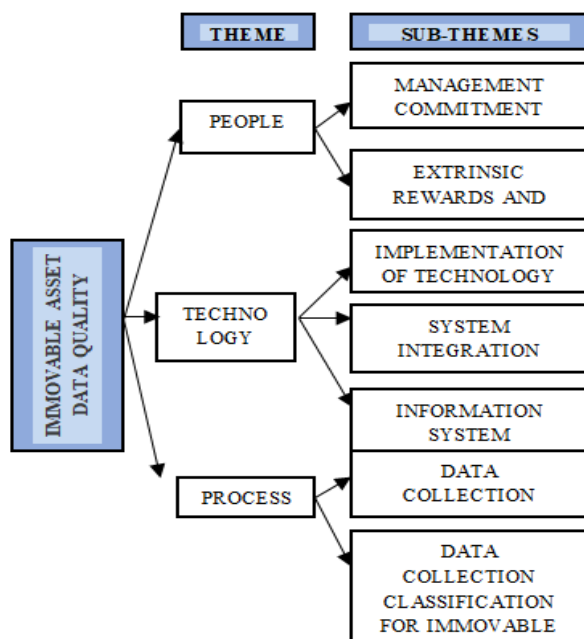 THEME
SUB-THEMES
IMMOVABLE ASSET
DATA QUALITY
PEOPLE
MANAGEMENT
COMMITMENT
EXTRINSIC
REWARDS AND
TECHNO
LOGY
IMPLEMENTATION
OF TECHNOLOGY
SYSTEM
INTEGRATION
INFORMATION
SYSTEM
PROCESS
DATA
COLLECTION
DATA
COLLECTION
CLASSIFICATION
FOR IMMOVABLE